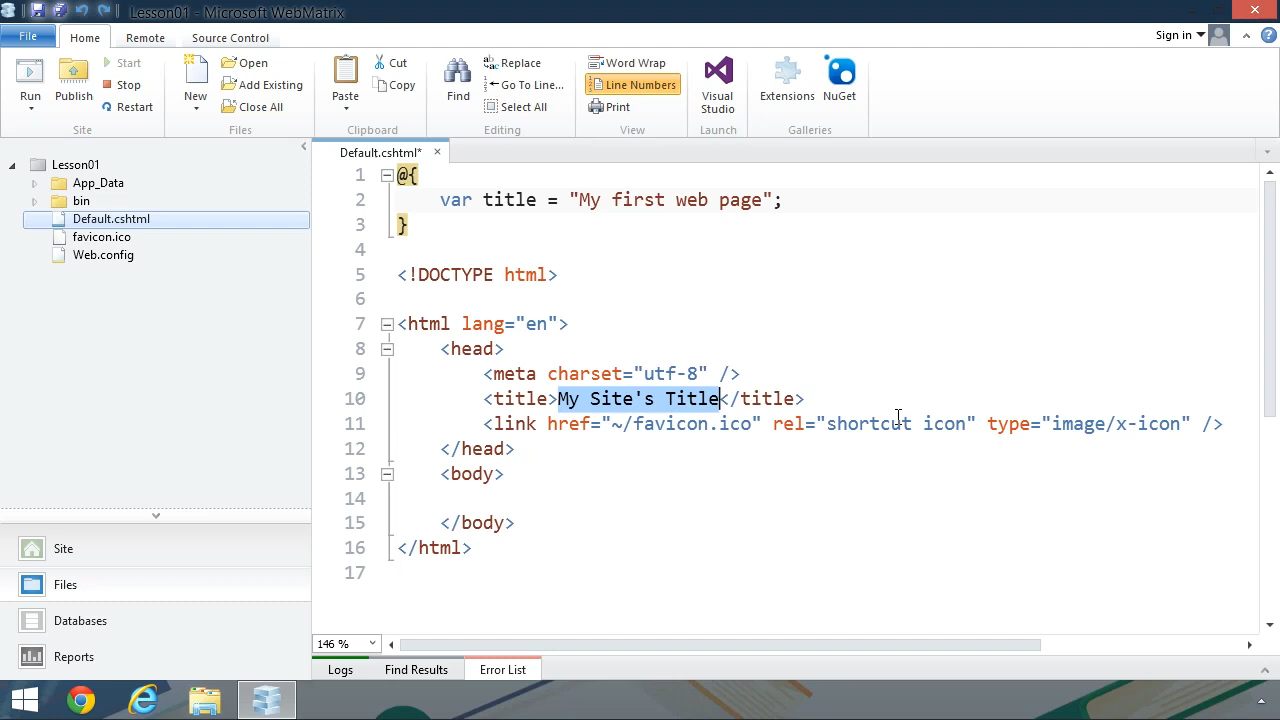 Lesson01 - Microsoft WebMatrix
File Home Remote Source Control Sign in
Run Publish Start Stop Restart Site
New Open Add Existing Close All Files
Paste Cut Copy Clipboard
Find Replace Go To Line... Select All Editing
Word Wrap Line Numbers Print View
Visual Studio Launch
Extensions NuGet Galleries
Lesson01
App_Data
bin
Default.cshtml
favicon.ico
Web.config
Site
Files
Databases
Reports
Default.cshtml* ×
1 @{
2 var title = "My first web page";
3 }
4
5 <!DOCTYPE html>
6
7 <html lang="en">
8 <head>
9 <meta charset="utf-8" />
10 <title>My Site's Title</title>
11 <link href="~/favicon.ico" rel="shortcut icon" type="image/x-icon" />
12 </head>
13 <body>
14
15 </body>
16 </html>
17
146 %
Logs Find Results Error List